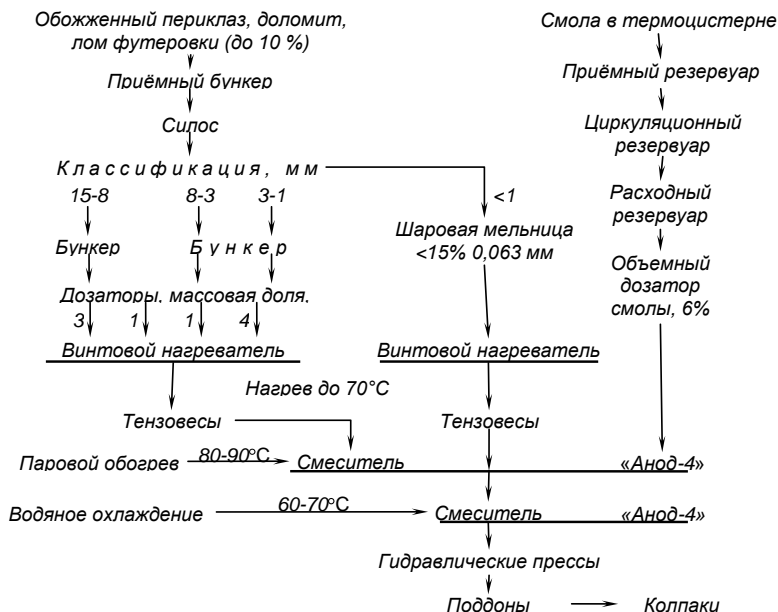 Обожженный периклаз, доломит,
лом футеровки (до 10 %)
Приёмный бункер
Силос
Классификация, мм
15-8
8-3
3-1
<1
Бункер
Бункер
Дозаторы, массовая доля,
3
1
1
4
Винтовой нагреватель
Шаровая мельница
<15% 0,063 мм
Винтовой нагреватель
Смола в термоцистерне
Приёмный резервуар
Циркуляционный
резервуар
Расходный
резервуар
Объемный
дозатор
смолы, 6%
Нагрев до 70°С
Тензовесы
Тензовесы
Паровой обогрев
80-90°С
Смеситель
«Анод-4»
Водяное охлаждение
60-70°С
Смеситель
«Анод-4»
Гидравлические прессы
Поддоны
Колпаки